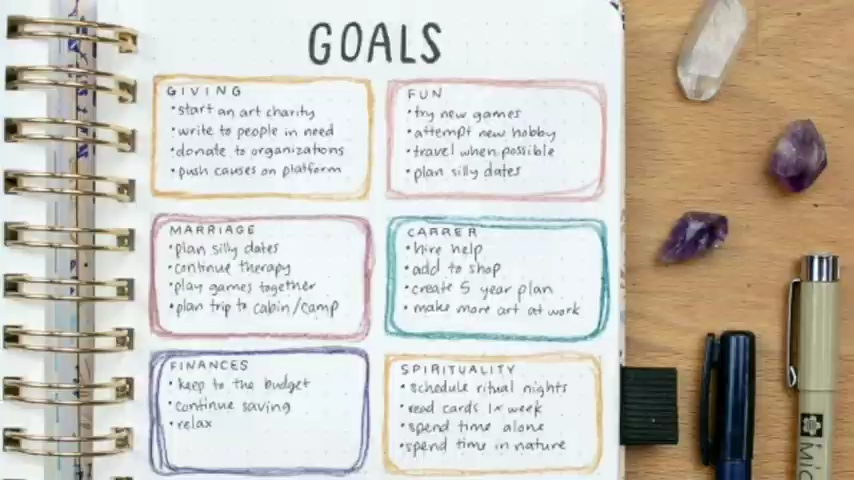 GOALS
GIVING
•start an art charity
•write to people in need
•donate to organizations
•push causes on platform
FUN
•try new games
•attempt new hobby
•travel when possible
•plan silly dates
MARRIAGE
•plan silly dates
•continue therapy
•play games together
•plan trip to cabin/camp
CARRER
•hire help
•add to shop
•create 5 year plan
•make more art at work
FINANCES
•keep to the budget
•continue saving
•relax
SPIRITUALITY
•schedule ritual nights
•read cards 1x week
•spend time alone
•spend time in nature
Mic